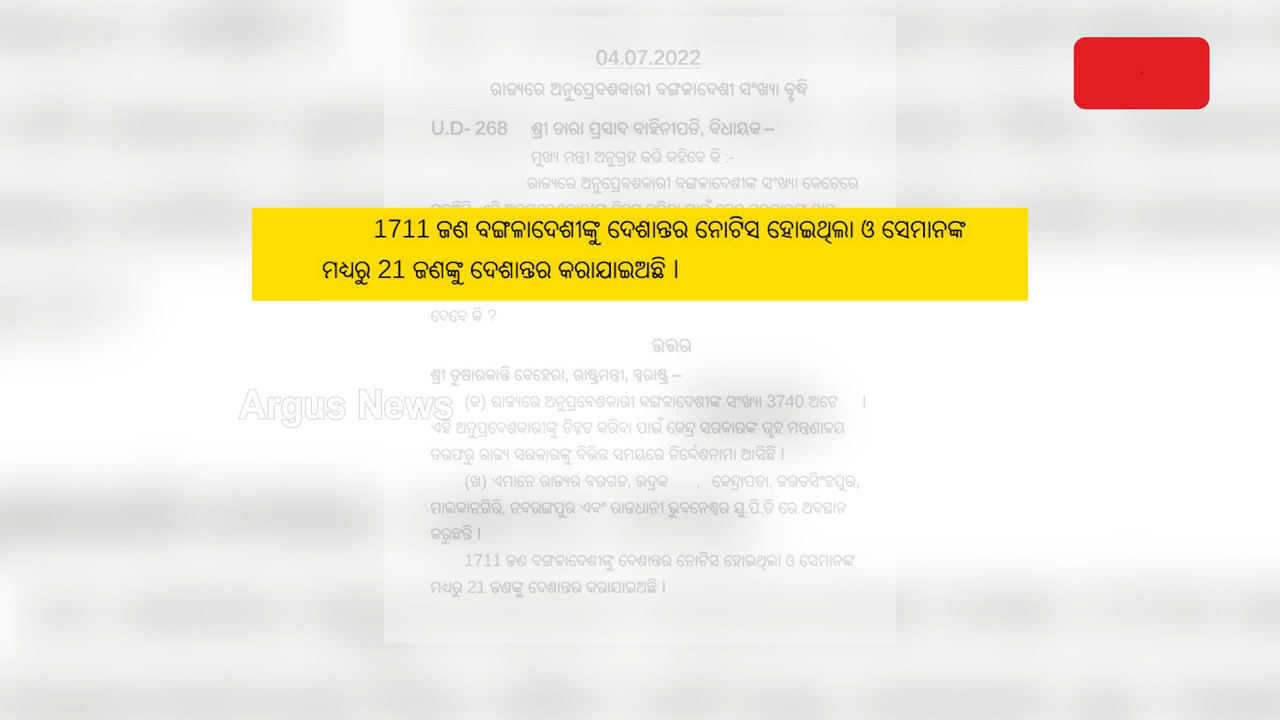 04.07.2022
ରାଜ୍ୟରେ ଅନୁପ୍ରେବଶକାରୀ ବଙ୍ଗଳାଦେଶୀ ସଂଖ୍ୟା ବୃଦ୍ଧି
U.D- 268 ଶ୍ରୀ ତାରା ପ୍ରସାଦ ବାହିନୀପତି, ବିଧାୟକ –
ମୁଖ୍ୟ ମନ୍ତ୍ରୀ ଅନୁଗ୍ରହ କରି କହିବେ କି :-
ରାଜ୍ୟରେ ଅନୁପ୍ରେବଶକାରୀ ବଙ୍ଗଳାଦେଶୀଙ୍କ ସଂଖ୍ୟା କେତେରେ
1711 ଜଣ ବଙ୍ଗଳାଦେଶୀଙ୍କୁ ଦେଶାନ୍ତର ନୋଟିସ ହୋଇଥିଲା ଓ ସେମାନଙ୍କ
ମଧ୍ୟରୁ 21 ଜଣଙ୍କୁ ଦେଶାନ୍ତର କରାଯାଇଅଛି ।
ଦେବେ କି ?
ଉତ୍ତର
ଶ୍ରୀ ତୁଷାରକାନ୍ତି ବେହେରା, ରାଷ୍ଟ୍ରମନ୍ତ୍ରୀ, ସ୍ୱରାଷ୍ଟ୍ର –
(କ) ରାଜ୍ୟରେ ଅନୁପ୍ରବେଶକାରୀ ବଙ୍ଗଳାଦେଶୀଙ୍କ ସଂଖ୍ୟା 3740 ଅଟେ ।
Argus News
ଏହି ଅନୁପ୍ରବେଶକାରୀଙ୍କୁ ଚିହ୍ନଟ କରିବା ପାଇଁ କେନ୍ଦ୍ର ସରକାରଙ୍କ ଗୃହ ମନ୍ତ୍ରଣାଳୟ
ତରଫରୁ ରାଜ୍ୟ ସରକାରଙ୍କୁ ବିଭିନ୍ନ ସମୟରେ ନିର୍ଦ୍ଦେଶନାମା ଆସିଛି ।
(ଖ) ଏମାନେ ରାଜ୍ୟର ବରଗଡ, ଭଦ୍ରକ , କେନ୍ଦ୍ରାପଡା, ଜଗତସିଂହପୁର,
ମାଲକାନଗିରି, ନବରଙ୍ଗପୁର ଏବଂ ରାଜଧାନୀ ଭୁବନେଶ୍ୱର ୟୁ.ପି.ଡି ରେ ଅବସ୍ଥାନ
କରୁଛନ୍ତି ।
1711 ଜଣ ବଙ୍ଗଳାଦେଶୀଙ୍କୁ ଦେଶାନ୍ତର ନୋଟିସ ହୋଇଥିଲା ଓ ସେମାନଙ୍କ
ମଧ୍ୟରୁ 21 ଜଣଙ୍କୁ ଦେଶାନ୍ତର କରାଯାଇଅଛି ।